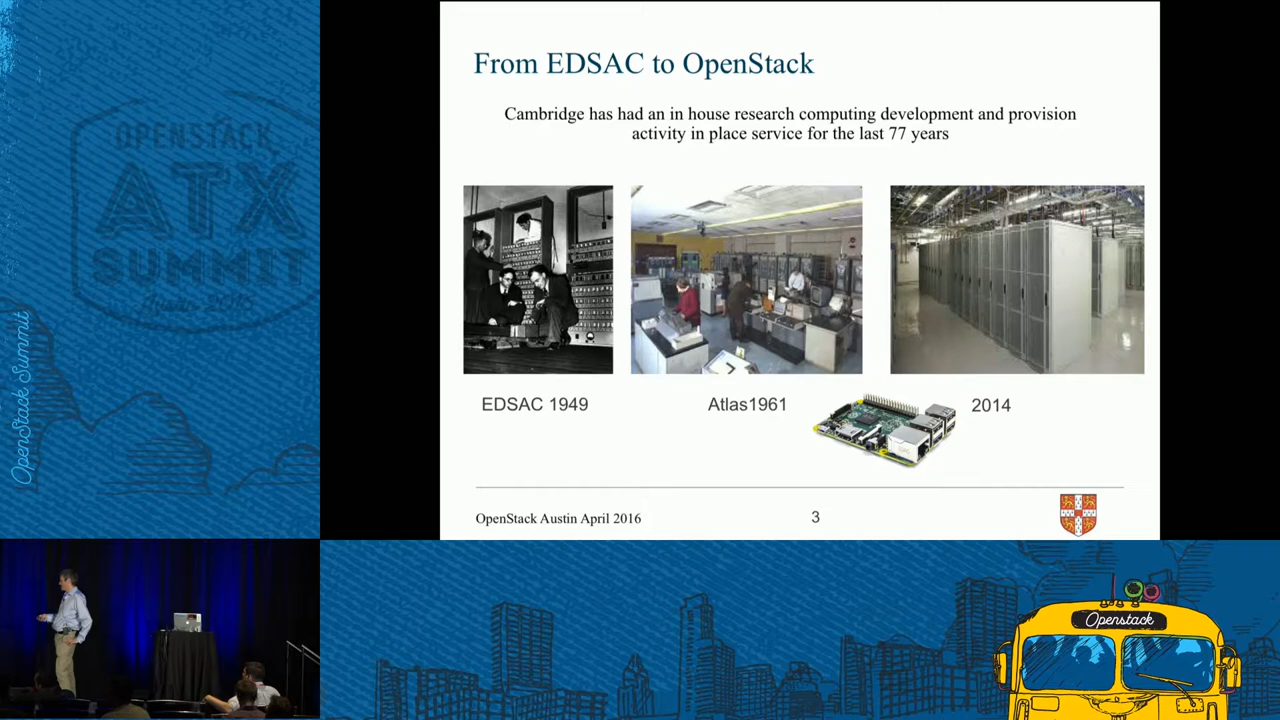 OPENSTACK
ATX
SUMMIT
OpenStack Summit
From EDSAC to OpenStack
Cambridge has had an in house research computing development and provision
activity in place service for the last 77 years
EDSAC 1949
Atlas1961
2014
OpenStack Austin April 2016
3
Openstack